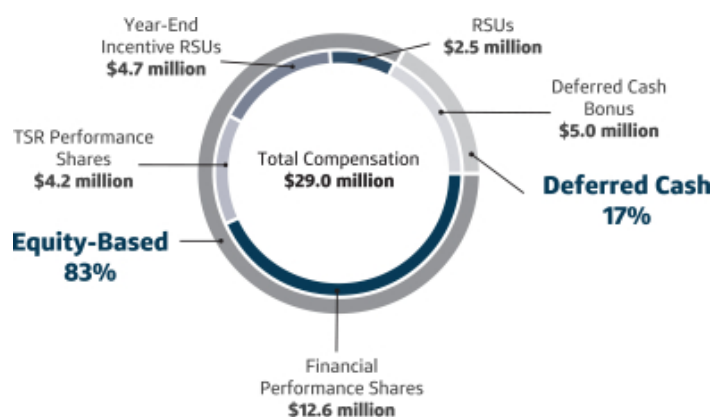 Year-End
Incentive RSUs
$4.7 million
RSUs
$2.5 million
Deferred Cash
Bonus
$5.0 million
TSR Performance
Shares
$4.2 million
Total Compensation
$29.0 million
Deferred Cash
17%
Equity-Based
83%
Financial
Performance Shares
$12.6 million